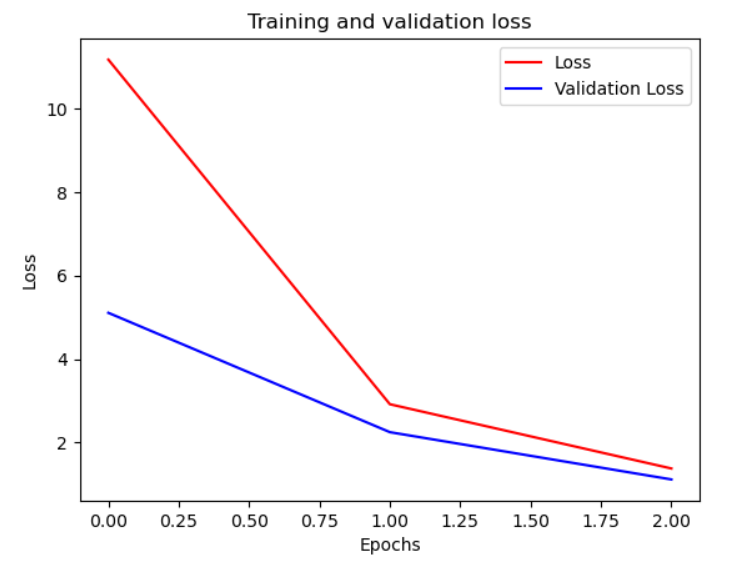 Training and validation loss
Loss
Validation Loss
10
8
6
4
2
Loss
0.00 0.25 0.50 0.75 1.00 1.25 1.50 1.75 2.00
Epochs